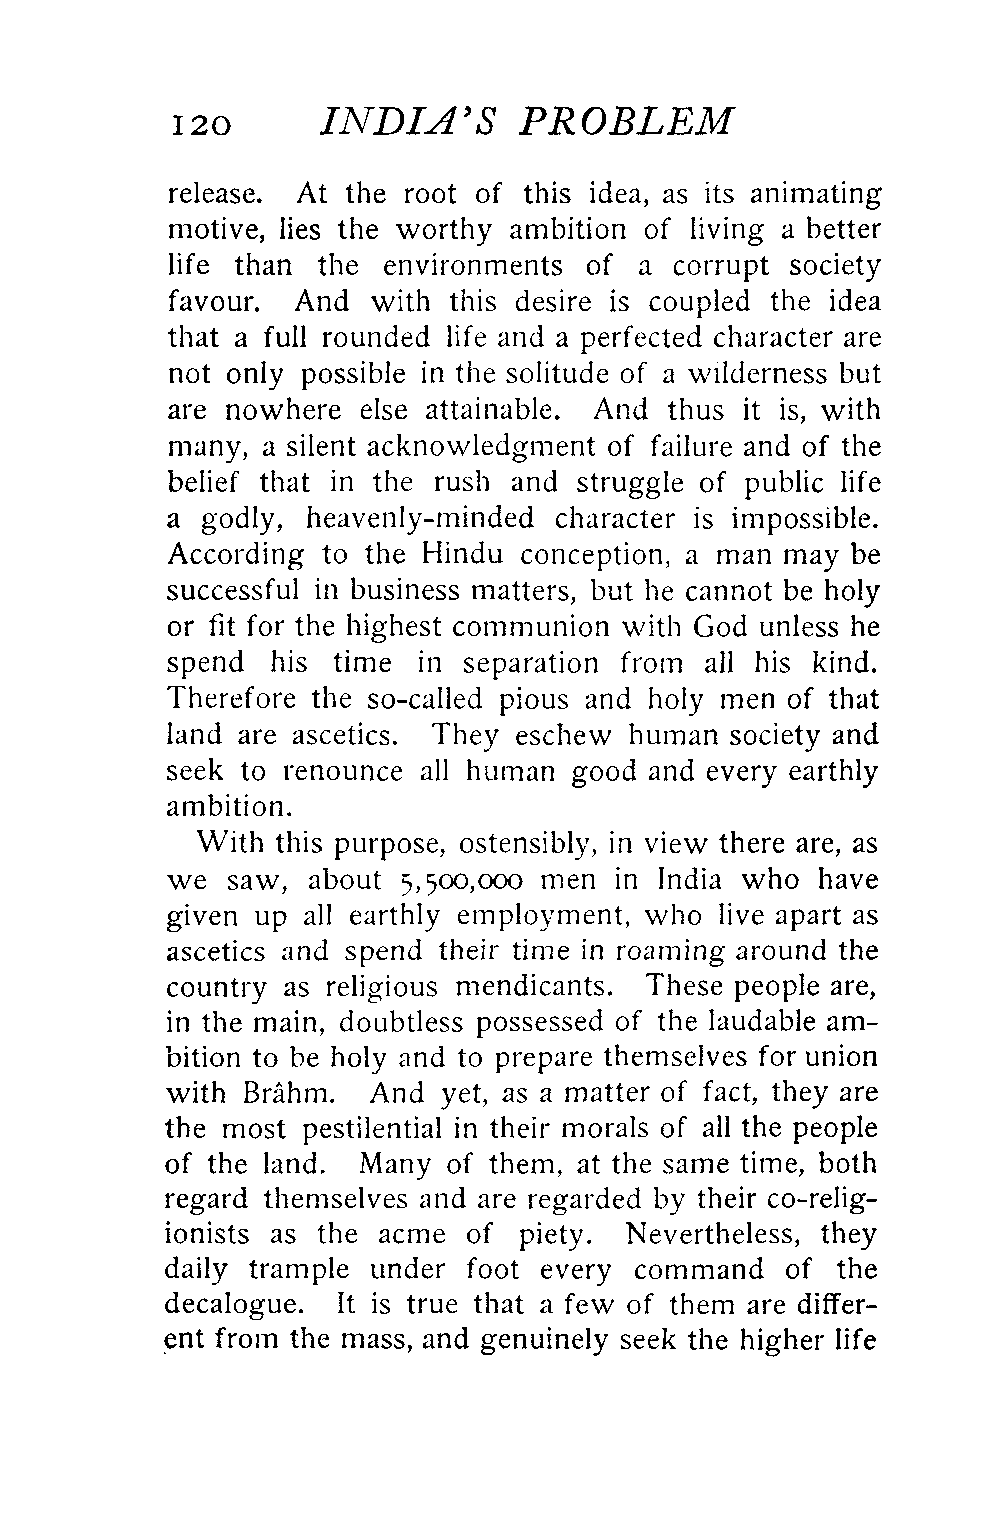 120 INDIA'S PROBLEM
release. At the root of this idea, as its animating
motive, lies the worthy ambition of living a better
life than the environments of a corrupt society
favour. And with this desire is coupled the idea
that a full rounded life and a perfected character are
not only possible in the solitude of a wilderness but
are nowhere else attainable. And thus it is, with
many, a silent acknowledgment of failure and of the
belief that in the rush and struggle of public life
a godly, heavenly-minded character is impossible.
According to the Hindu conception, a man may be
successful in business matters, but he cannot be holy
or fit for the highest communion with God unless he
spend his time in separation from all his kind.
Therefore the so-called pious and holy men of that
land are ascetics. They eschew human society and
seek to renounce all human good and every earthly
ambition.
With this purpose, ostensibly, in view there are, as
we saw, about 5,500,000 men in India who have
given up all earthly employment, who live apart as
ascetics and spend their time in roaming around the
country as religious mendicants. These people are,
in the main, doubtless possessed of the laudable am-
bition to be holy and to prepare themselves for union
with Brâhm. And yet, as a matter of fact, they are
the most pestilential in their morals of all the people
of the land. Many of them, at the same time, both
regard themselves and are regarded by their co-relig-
ionists as the acme of piety. Nevertheless, they
daily trample under foot every command of the
decalogue. It is true that a few of them are differ-
ent from the mass, and genuinely seek the higher life